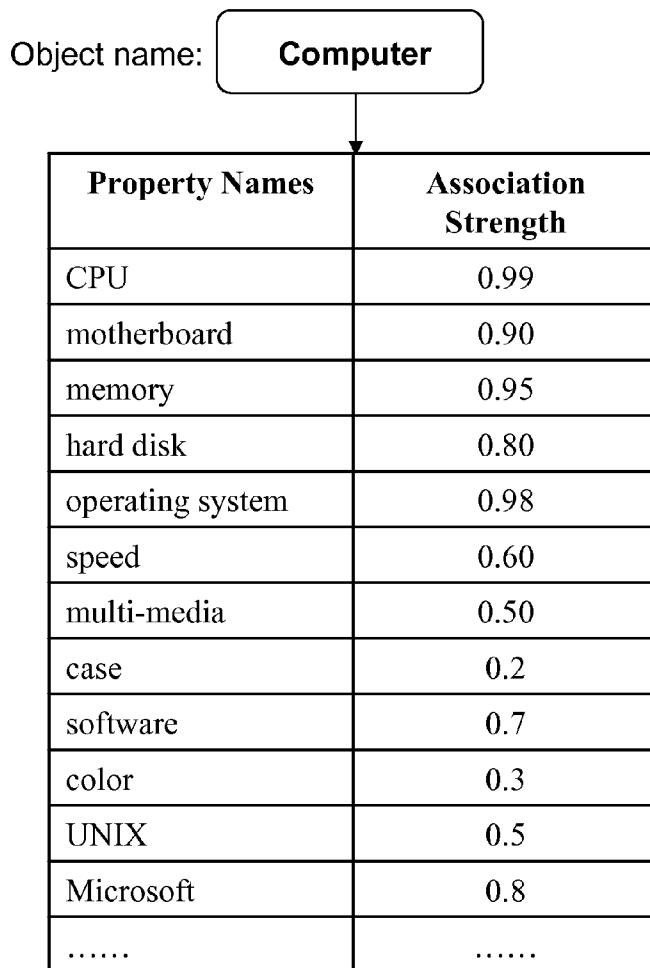 Object name: Computer
Property Names Association Strength
CPU 0.99
motherboard 0.90
memory 0.95
hard disk 0.80
operating system 0.98
speed 0.60
multi-media 0.50
case 0.2
software 0.7
color 0.3
UNIX 0.5
Microsoft 0.8
...... ......